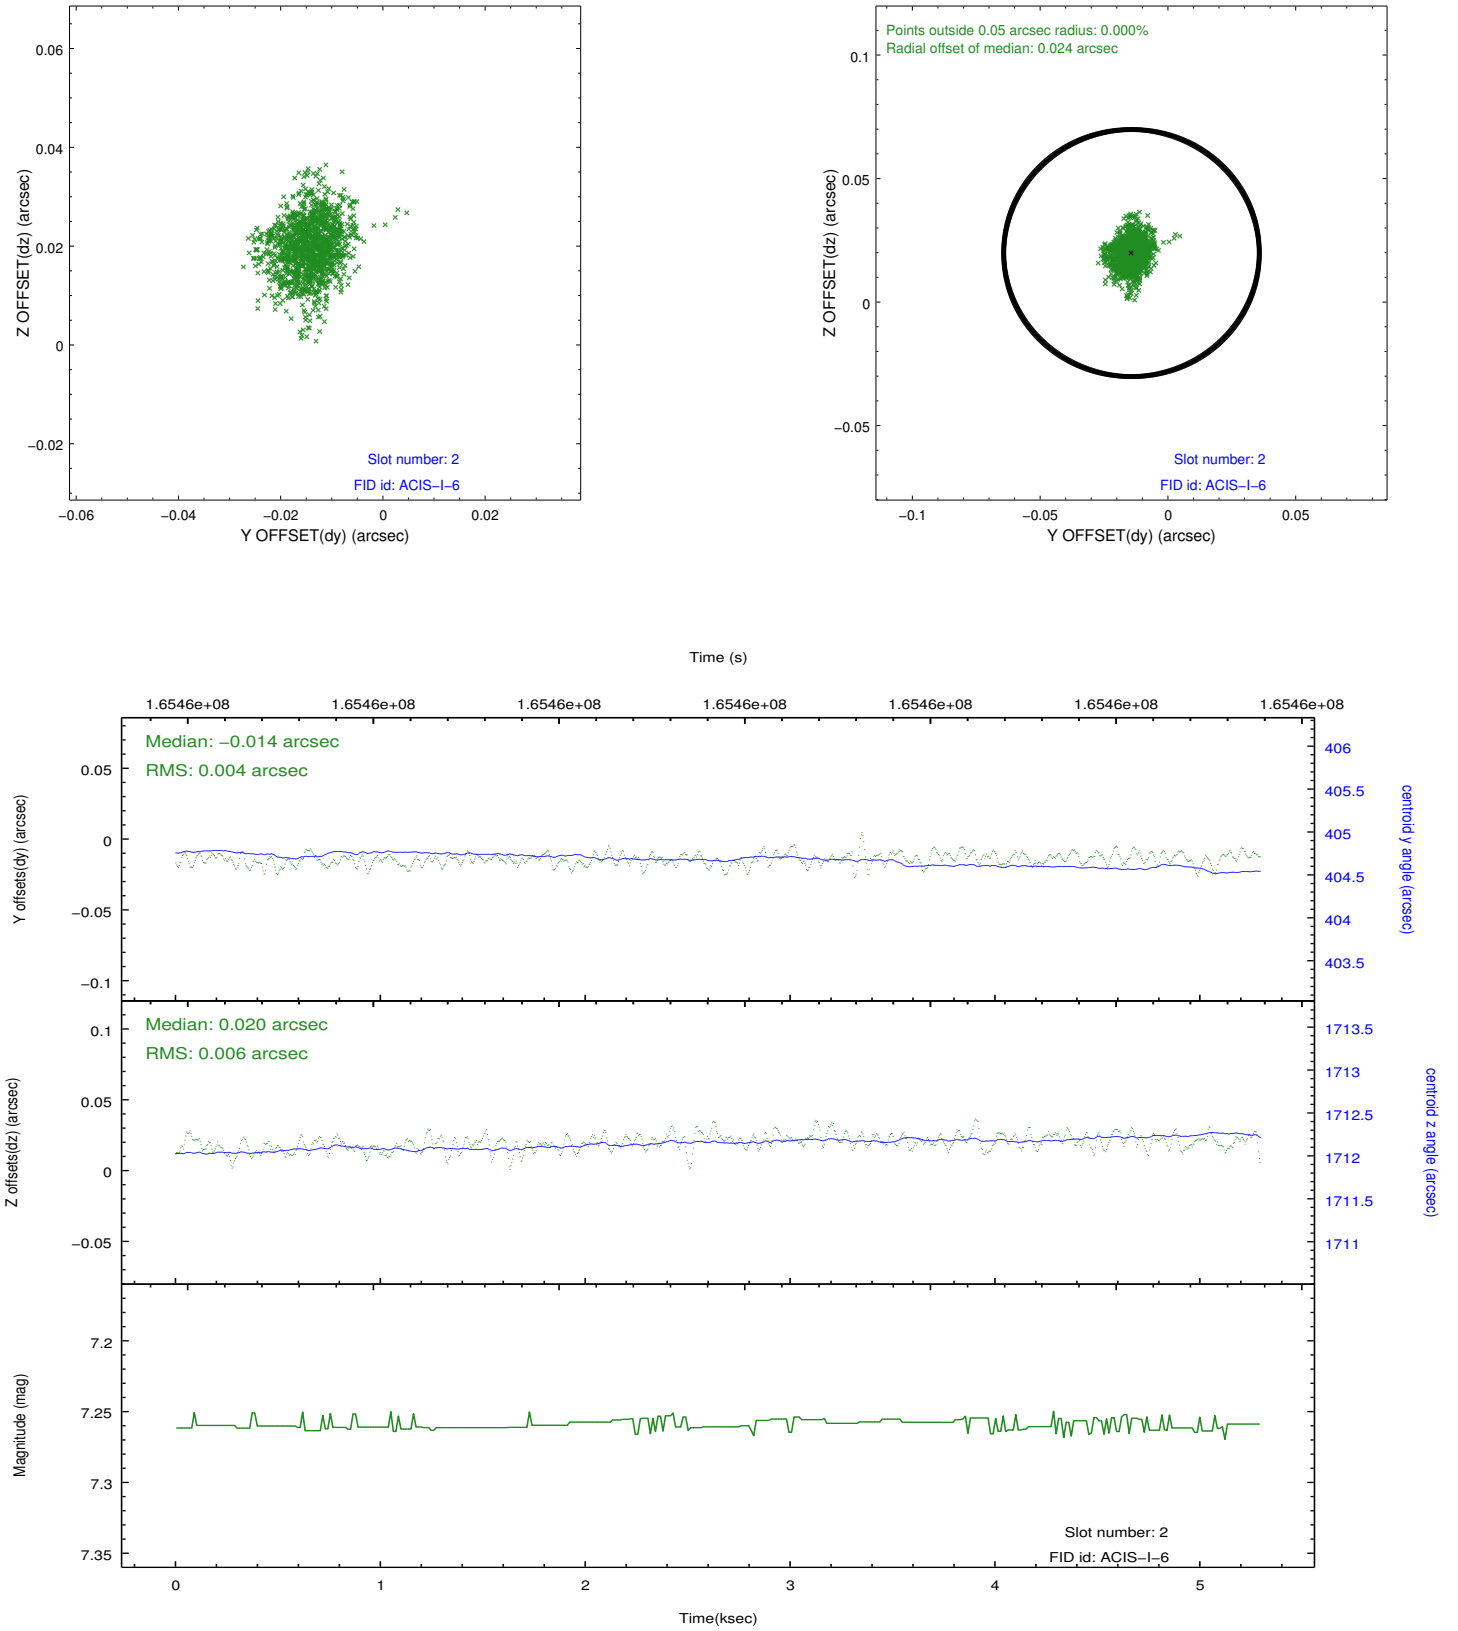 0.06
0.04
0.02
0
−0.02
−0.06
−0.04
−0.02
0
0.02
Z OFFSET(dz) (arcsec)
Y OFFSET(dy) (arcsec)
Slot number: 2
FID id: ACIS−I−6
Points outside 0.05 arcsec radius: 0.000%
Radial offset of median: 0.024 arcsec
0.1
0.05
0
−0.05
−0.1
−0.05
0
0.05
Z OFFSET(dz) (arcsec)
Y OFFSET(dy) (arcsec)
Slot number: 2
FID id: ACIS−I−6
Time (s)
1.6546e+08
1.6546e+08
1.6546e+08
1.6546e+08
1.6546e+08
1.6546e+08
1.6546e+08
Median: −0.014 arcsec
RMS: 0.004 arcsec
0.05
0
−0.05
−0.1
Y offsets(dy) (arcsec)
406
405.5
405
404.5
404
403.5
centroid y angle (arcsec)
Median: 0.020 arcsec
RMS: 0.006 arcsec
0.1
0.05
0
−0.05
Z offsets(dz) (arcsec)
1713.5
1713
1712.5
1712
1711.5
1711
centroid z angle (arcsec)
7.2
7.25
7.3
7.35
Magnitude (mag)
Slot number: 2
FID id: ACIS−I−6
0
1
2
3
4
5
Time(ksec)